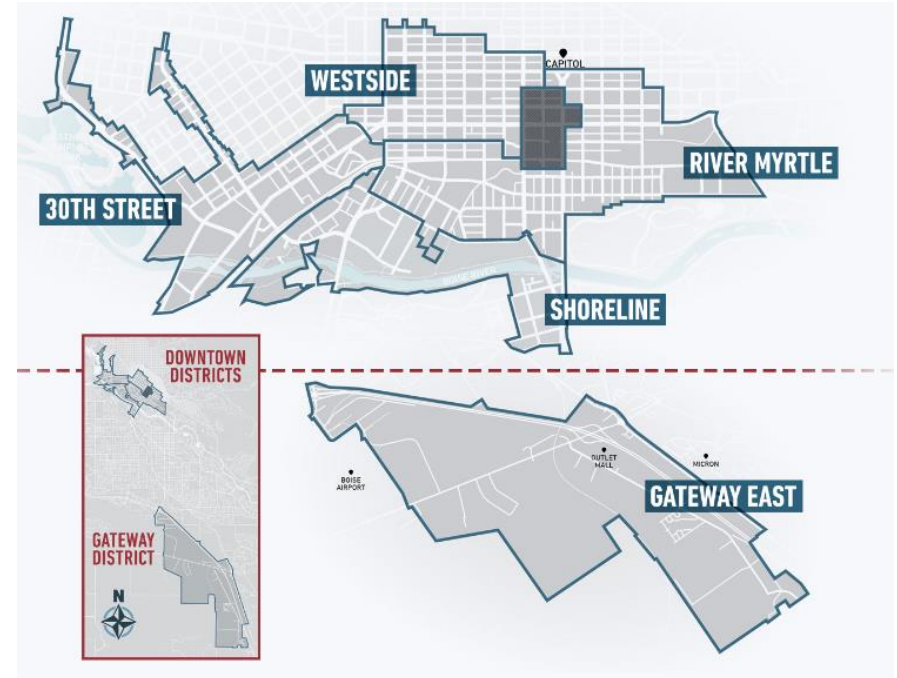 CAPITOL
WESTSIDE
RIVER MYRTLE
30TH STREET
BOISE RIVER
SHORELINE
DOWNTOWN
DISTRICTS
OUTLET
MALL
MICRON
BOISE
AIRPORT
GATEWAY EAST
GATEWAY
DISTRICT
N